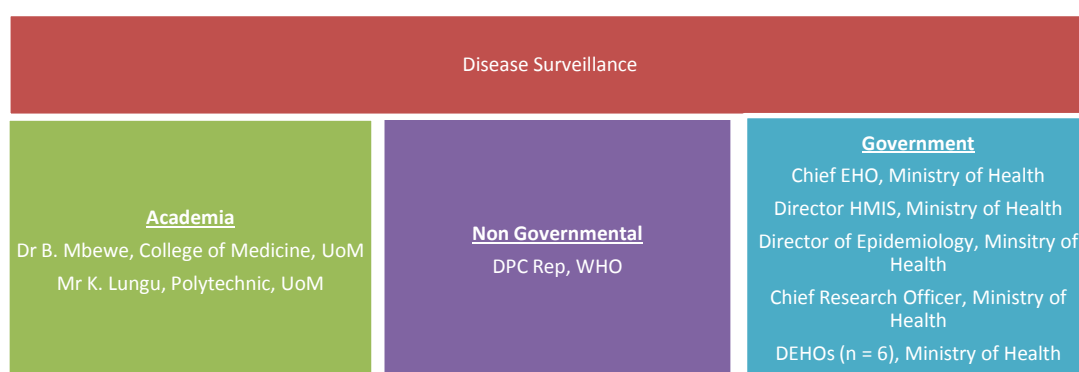 Disease Surveillance
Academia
Dr B. Mbewe, College of Medicine, UoM
Mr K. Lungu, Polytechnic, UoM
Non Governmental
DPC Rep, WHO
Government
Chief EHO, Ministry of Health
Director HMIS, Ministry of Health
Director of Epidemiology, Minsitry of
Health
Chief Research Officer, Ministry of
Health
DEHOs (n = 6), Ministry of Health